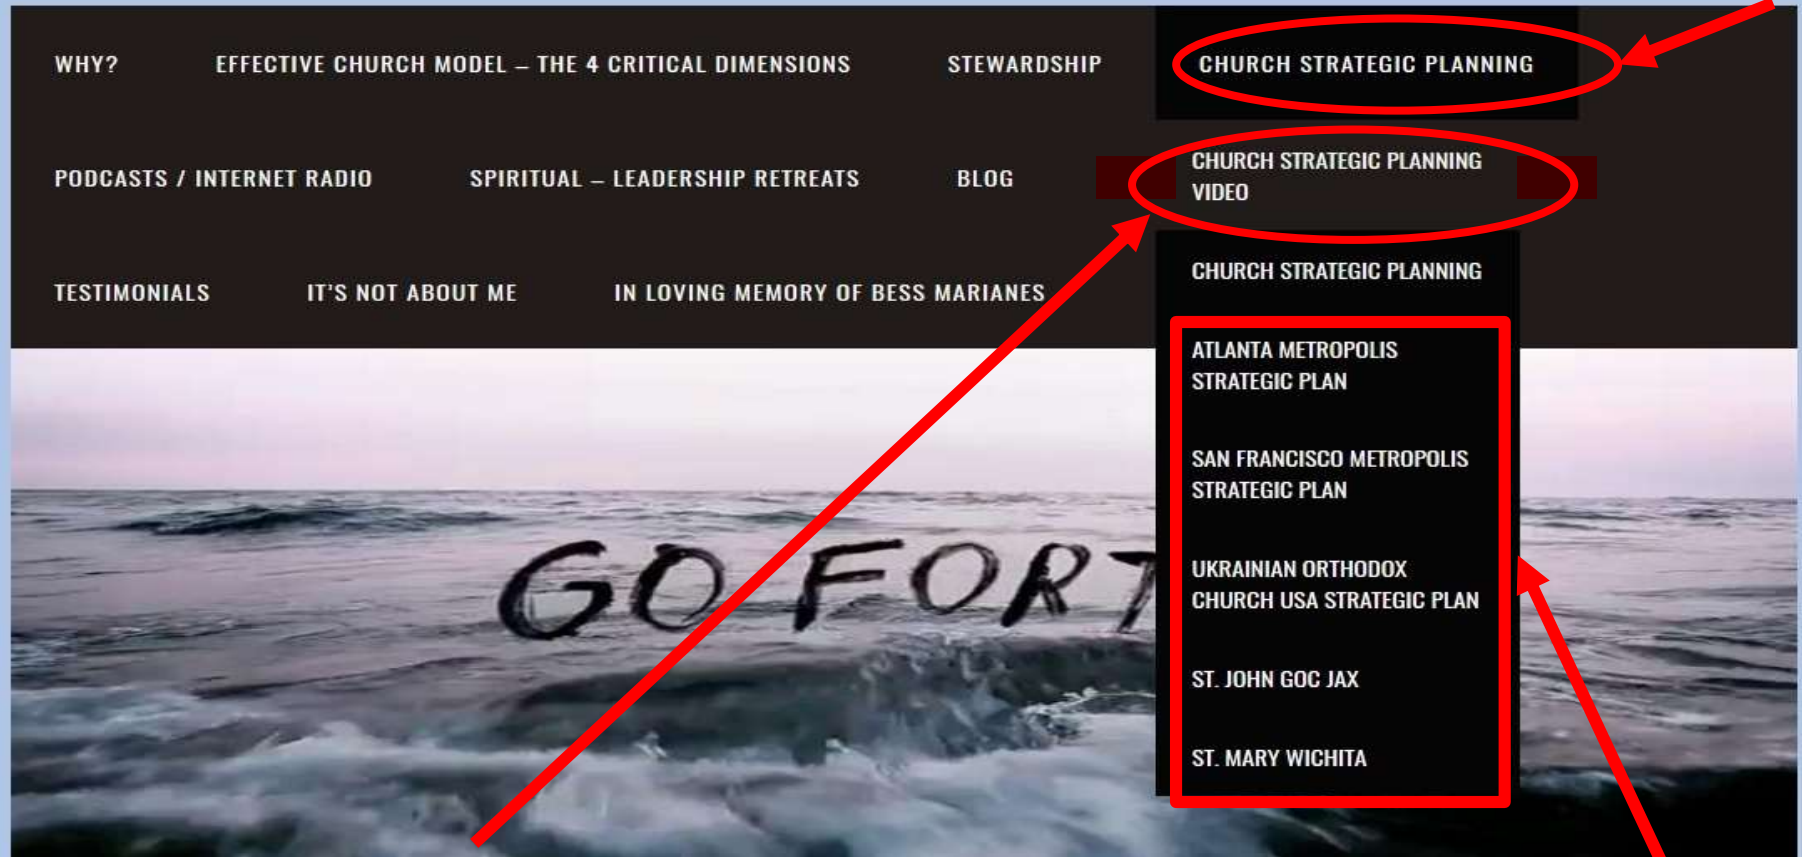 WHY?
EFFECTIVE CHURCH MODEL – THE 4 CRITICAL DIMENSIONS
STEWARDSHIP
CHURCH STRATEGIC PLANNING
PODCASTS / INTERNET RADIO
SPIRITUAL – LEADERSHIP RETREATS
BLOG
TESTIMONIALS
IT'S NOT ABOUT ME
IN LOVING MEMORY OF BESS MARIANES
CHURCH STRATEGIC PLANNING
VIDEO
CHURCH STRATEGIC PLANNING
ATLANTA METROPOLIS
STRATEGIC PLAN
SAN FRANCISCO METROPOLIS
STRATEGIC PLAN
UKRAINIAN ORTHODOX
CHURCH USA STRATEGIC PLAN
ST. JOHN GOC JAX
ST. MARY WICHITA
GO FORT